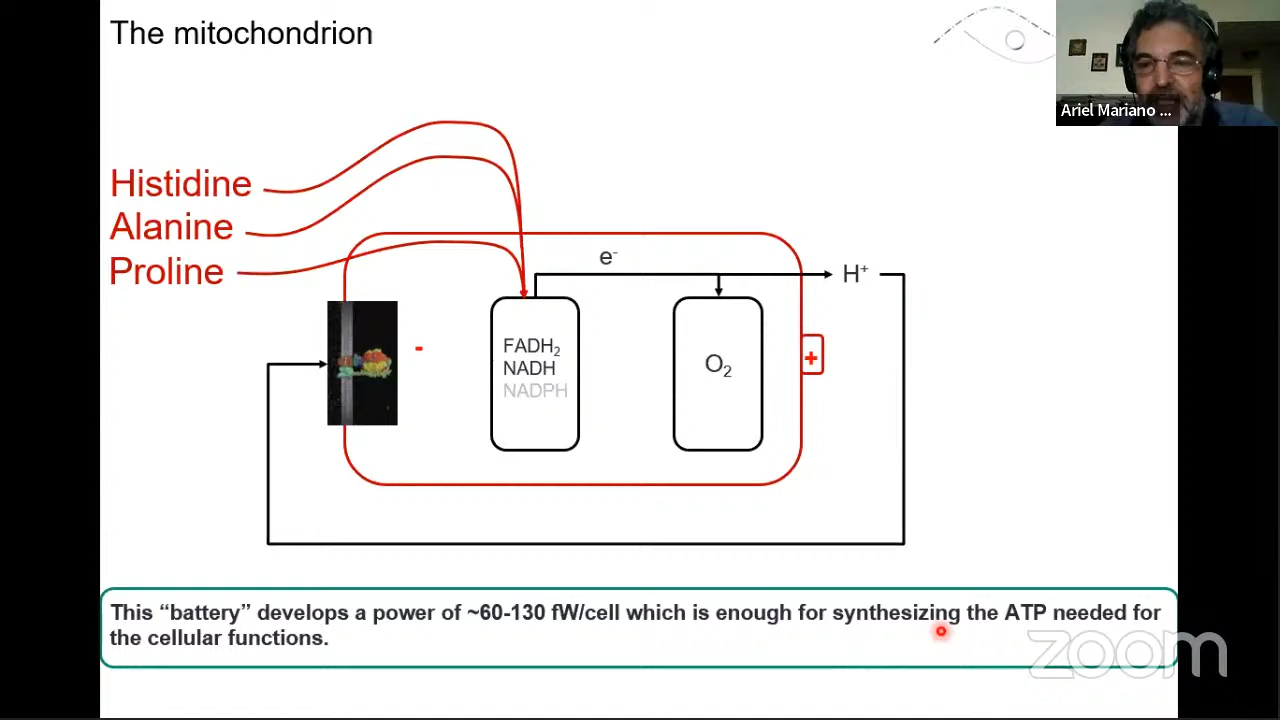 The mitochondrion
Ariel Mariano ...
Histidine
Alanine
Proline
e-
H+
-
FADH2
NADH
NADPH
O2
+
This “battery” develops a power of ~60-130 fW/cell which is enough for synthesizing the ATP needed for
the cellular functions.
zoom